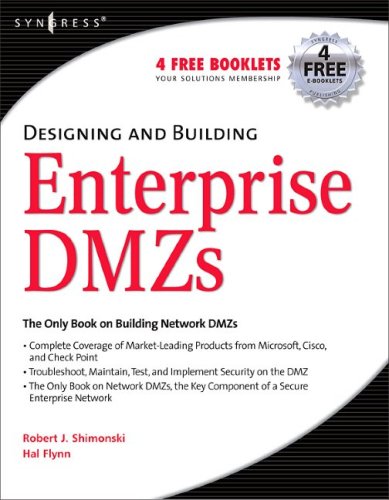 SYNGRESS®
4 FREE BOOKLETS
YOUR SOLUTIONS MEMBERSHIP
4
FREE
E-BOOKLETS
DESIGNING AND BUILDING
Enterprise
DMZs
The Only Book on Building Network DMZs
• Complete Coverage of Market-Leading Products from Microsoft, Cisco,
and Check Point
• Troubleshoot, Maintain, Test, and Implement Security on the DMZ
• The Only Book on Network DMZs, the Key Component of a Secure
Enterprise Network
Robert J. Shimonski
Hal Flynn